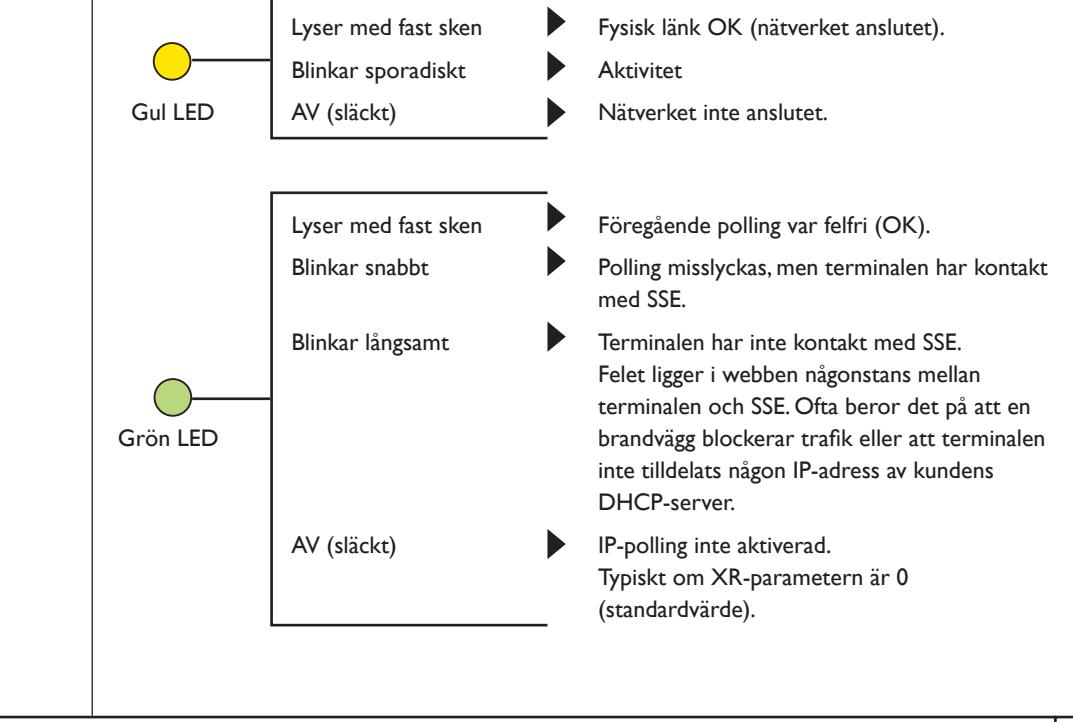 Lyser med fast sken Fysisk länk OK (nätverket anslutet).
Blinkar sporadiskt Aktivitet
Gul LED AV (släckt) Nätverket inte anslutet.
Lyser med fast sken Föregående polling var felfri (OK).
Blinkar snabbt Polling misslyckas, men terminalen har kontakt
med SSE.
Blinkar långsamt Terminalen har inte kontakt med SSE.
Felet ligger i webben någonstans mellan
terminalen och SSE. Ofta beror det på att en
Grön LED brandvägg blockerar trafik eller att terminalen
inte tilldelats någon IP-adress av kundens
DHCP-server.
AV (släckt) IP-polling inte aktiverad.
Typiskt om XR-parametern är 0
(standardvärde).